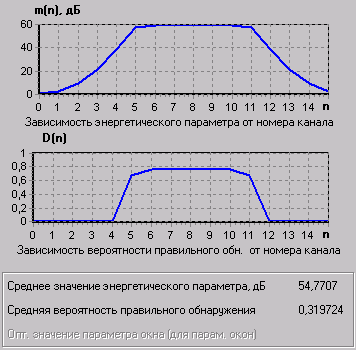 m(n), дБ
60
40
20
0
0 1 2 3 4 5 6 7 8 9 10 11 12 13 14 n
Зависимость энергетического параметра от номера канала
D(n)
1
0,8
0,6
0,4
0,2
0
0 1 2 3 4 5 6 7 8 9 10 11 12 13 14 n
Зависимость вероятности правильного обн. от номера канала
Среднее значение энергетического параметра, дБ 54,7707
Средняя вероятность правильного обнаружения 0,319724
Опт. значение параметра окна (для парам. окон)